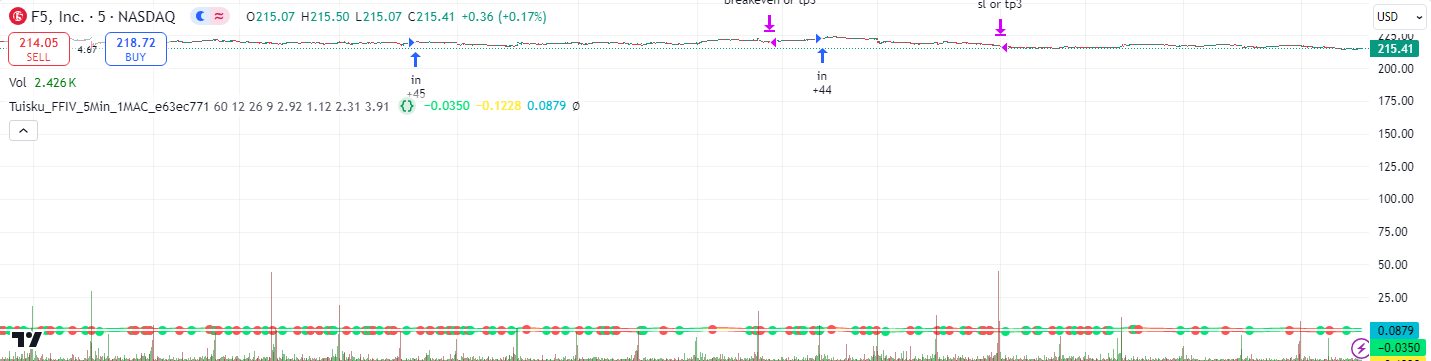 F5, Inc. · 5 · NASDAQ O215.07 H215.50 L215.07 C215.41 +0.36 (+0.17%)
breakeven or tp3
sl or tp3
USD
225.00
214.05
SELL
4.67
218.72
BUY
215.41
Vol 2.426K
200.00
in
+45
in
+44
Tuisku_FFIV_5Min_1MAC_e63ec771 60 12 26 9 2.92 1.12 2.31 3.91 −0.0350 −0.1228 0.0879 Ø
175.00
150.00
125.00
100.00
75.00
50.00
25.00
0.0879
−0.0350